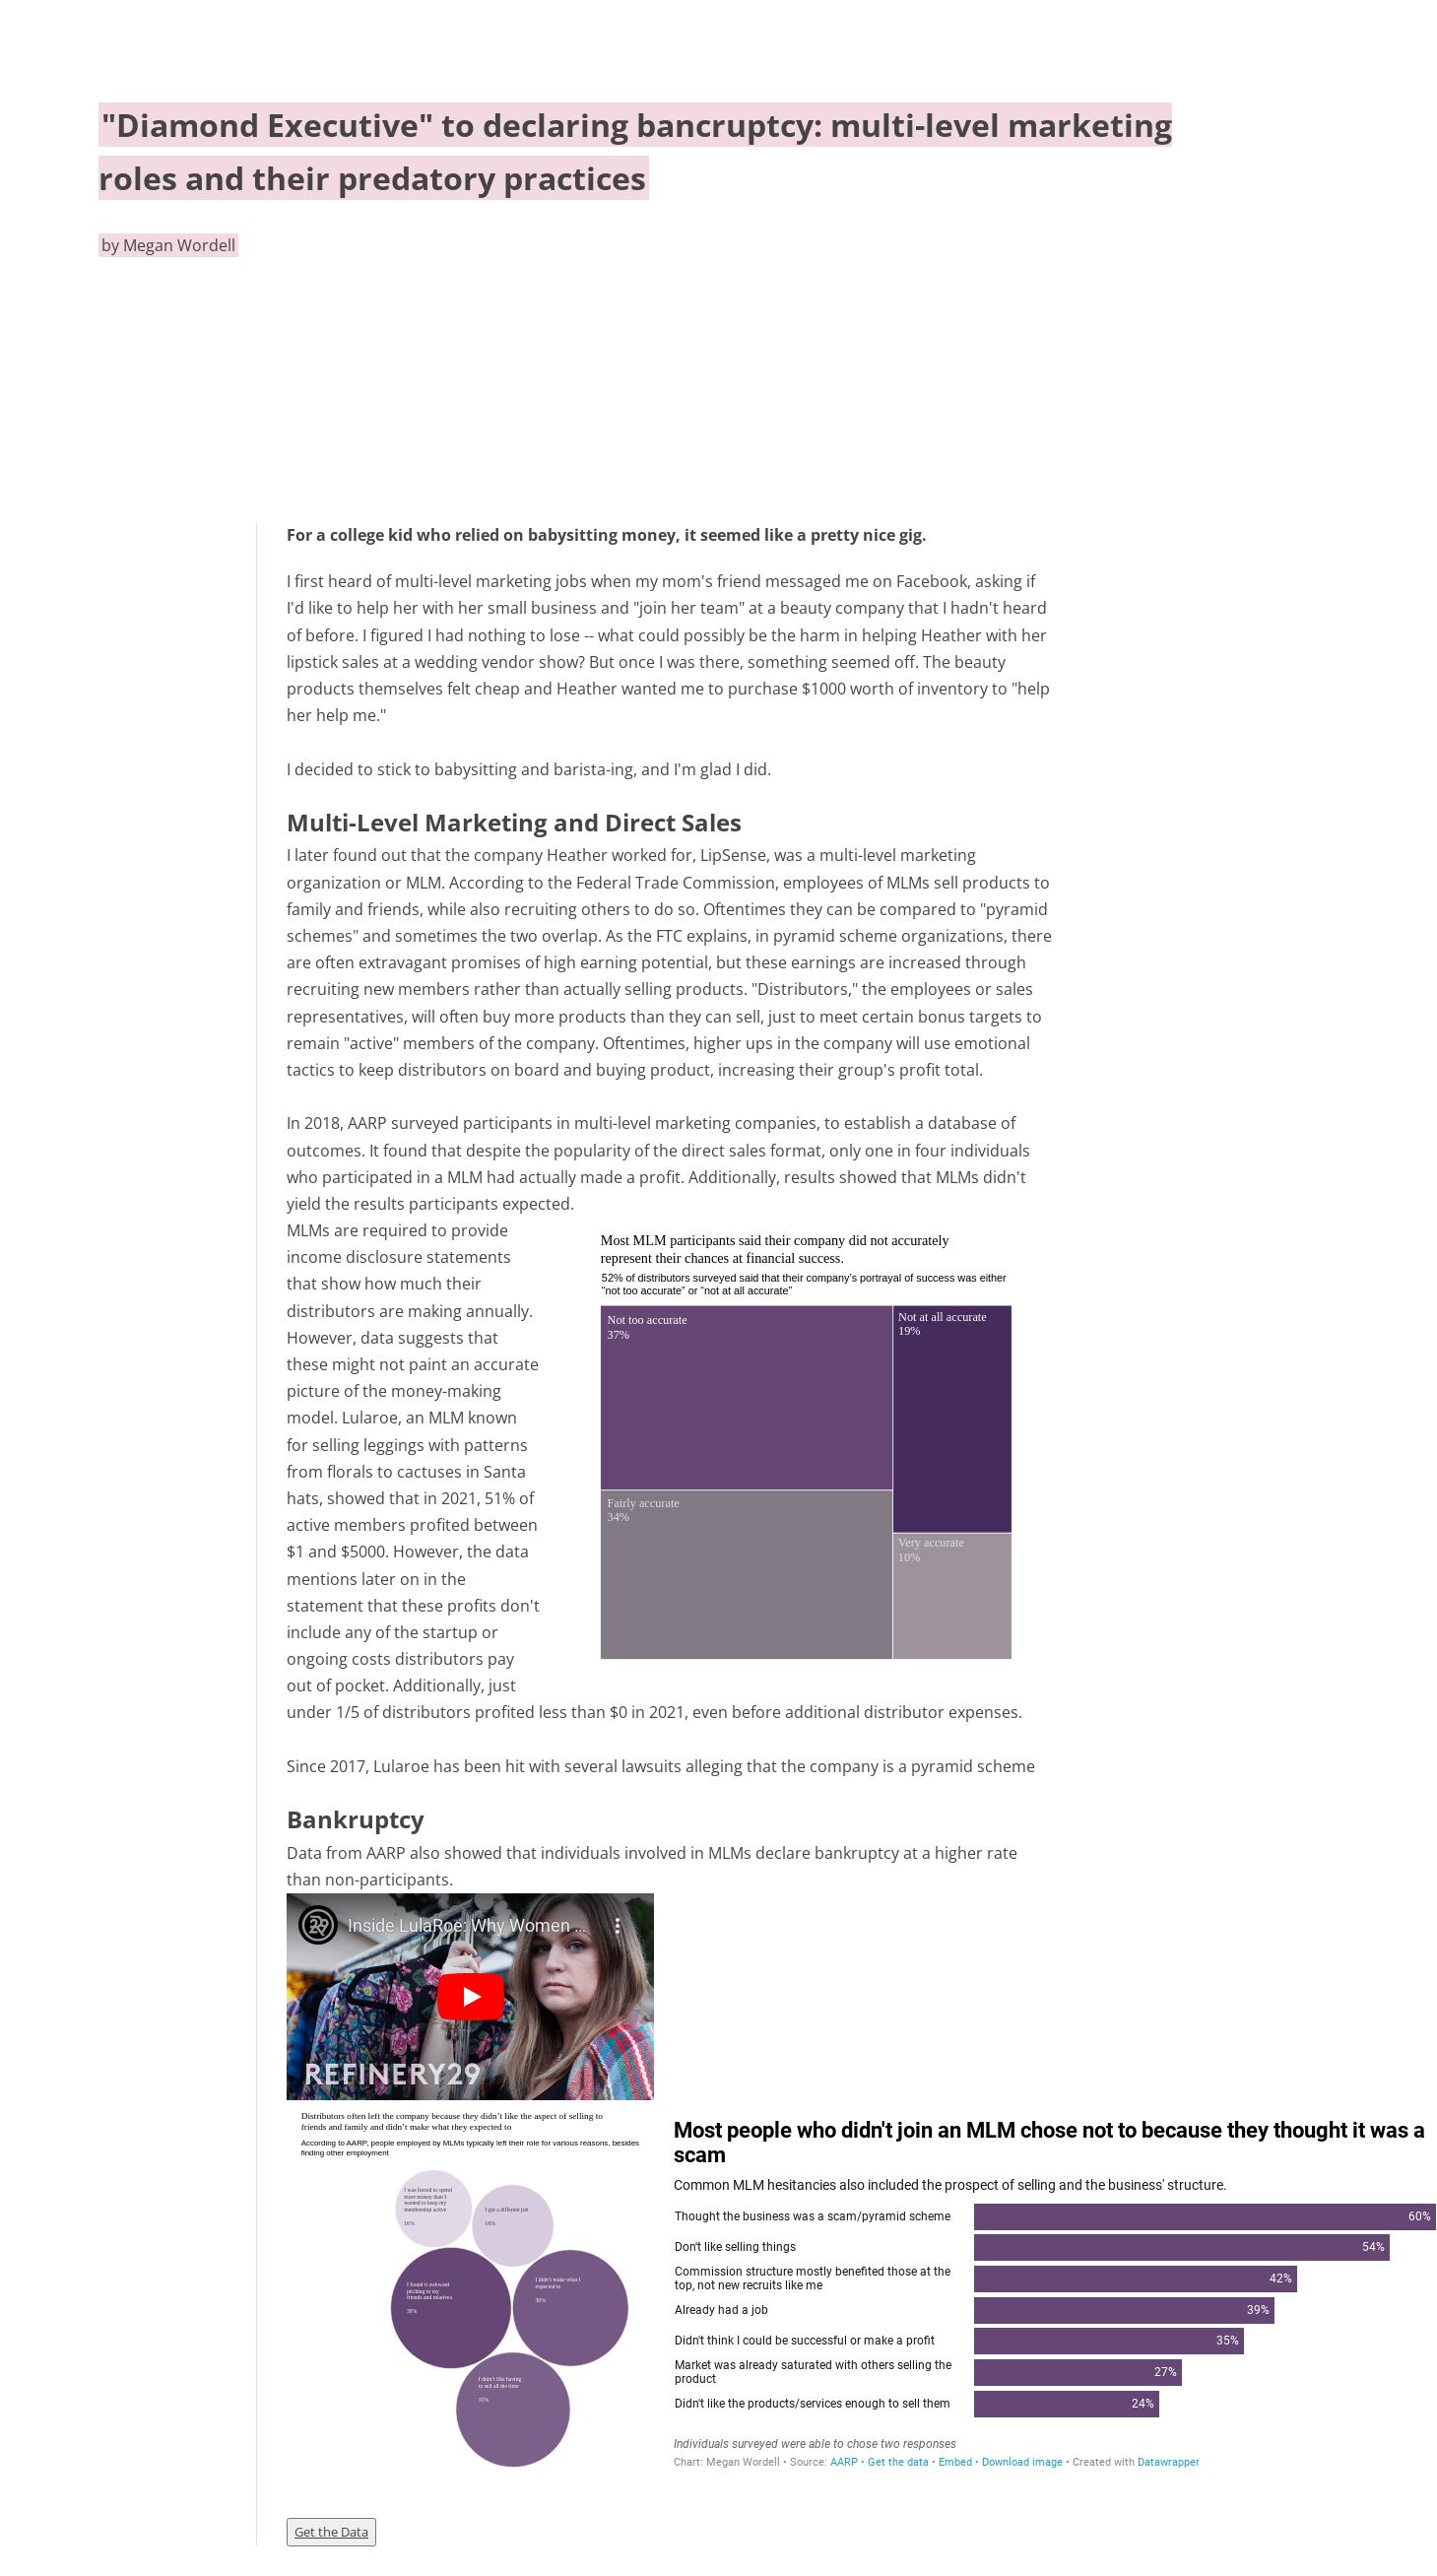 "Diamond Executive" to declaring bancruptcy: multi-level marketing
roles and their predatory practices
by Megan Wordell
For a college kid who relied on babysitting money, it seemed like a pretty nice gig.
I first heard of multi-level marketing jobs when my mom's friend messaged me on Facebook, asking if
I'd like to help her with her small business and "join her team" at a beauty company that I hadn't heard
of before. I figured I had nothing to lose -- what could possibly be the harm in helping Heather with her
lipstick sales at a wedding vendor show? But once I was there, something seemed off. The beauty
products themselves felt cheap and Heather wanted me to purchase $1000 worth of inventory to "help
her help me."
I decided to stick to babysitting and barista-ing, and I'm glad I did.
Multi-Level Marketing and Direct Sales
I later found out that the company Heather worked for, LipSense, was a multi-level marketing
organization or MLM. According to the Federal Trade Commission, employees of MLMs sell products to
family and friends, while also recruiting others to do so. Oftentimes they can be compared to "pyramid
schemes" and sometimes the two overlap. As the FTC explains, in pyramid scheme organizations, there
are often extravagant promises of high earning potential, but these earnings are increased through
recruiting new members rather than actually selling products. "Distributors," the employees or sales
representatives, will often buy more products than they can sell, just to meet certain bonus targets to
remain "active" members of the company. Oftentimes, higher ups in the company will use emotional
tactics to keep distributors on board and buying product, increasing their group's profit total.
In 2018, AARP surveyed participants in multi-level marketing companies, to establish a database of
outcomes. It found that despite the popularity of the direct sales format, only one in four individuals
who participated in a MLM had actually made a profit. Additionally, results showed that MLMs didn't
yield the results participants expected.
MLMs are required to provide
income disclosure statements
that show how much their
distributors are making annually.
However, data suggests that
these might not paint an accurate
picture of the money-making
model. Lularoe, an MLM known
for selling leggings with patterns
from florals to cactuses in Santa
hats, showed that in 2021, 51% of
active members profited between
$1 and $5000. However, the data
mentions later on in the
statement that these profits don't
include any of the startup or
ongoing costs distributors pay
out of pocket. Additionally, just
under 1/5 of distributors profited less than $0 in 2021, even before additional distributor expenses.
Most MLM participants said their company did not accurately
represent their chances at financial success.
52% of distributors surveyed said that their company's portrayal of success was either
“not too accurate” or “not at all accurate”
Not too accurate
37%
Not at all accurate
19%
Fairly accurate
34%
Very accurate
10%
Since 2017, Lularoe has been hit with several lawsuits alleging that the company is a pyramid scheme
Bankruptcy
Data from AARP also showed that individuals involved in MLMs declare bankruptcy at a higher rate
than non-participants.
29
Inside LulaRoe: Why Women ...
REFINERY29
Distributors often left the company because they didn’t like the aspect of selling to
friends and family and didn’t make what they expected to
According to AARP, people employed by MLMs typically left their role for various reasons, besides
finding other employment
I was forced to spend
more money than I
wanted to keep my
membership active
16%
I got a different job
18%
I found it awkward
pitching to my
friends and relatives
39%
I didn't make what I
expected to
36%
I didn't like having
to sell all the time
Most people who didn't join an MLM chose not to because they thought it was a
scam
Common MLM hesitancies also included the prospect of selling and the business' structure.
Thought the business was a scam/pyramid scheme
60%
Don't like selling things
54%
Commission structure mostly benefited those at the
top, not new recruits like me
42%
Already had a job
39%
Didn't think I could be successful or make a profit
35%
Market was already saturated with others selling the
product
27%
Didn't like the products/services enough to sell them
24%
Individuals surveyed were able to chose two responses
Chart: Megan Wordell • Source: AARP • Get the data • Embed • Download image • Created with Datawrapper
Get the Data